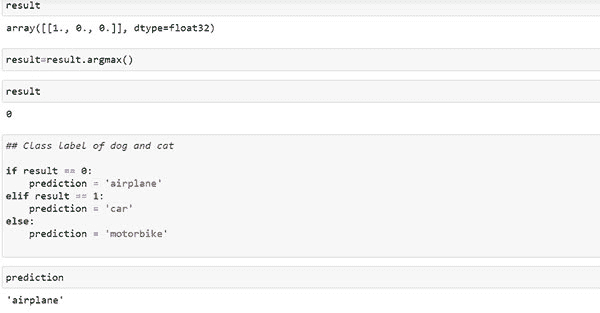 result
array([[1., 0., 0.]], dtype=float32)
result=result.argmax()
result
0
## Class label of dog and cat
if result == 0:
    prediction = 'airplane'
elif result == 1:
    prediction = 'car'
else:
    prediction = 'motorbike'
prediction
'airplane'